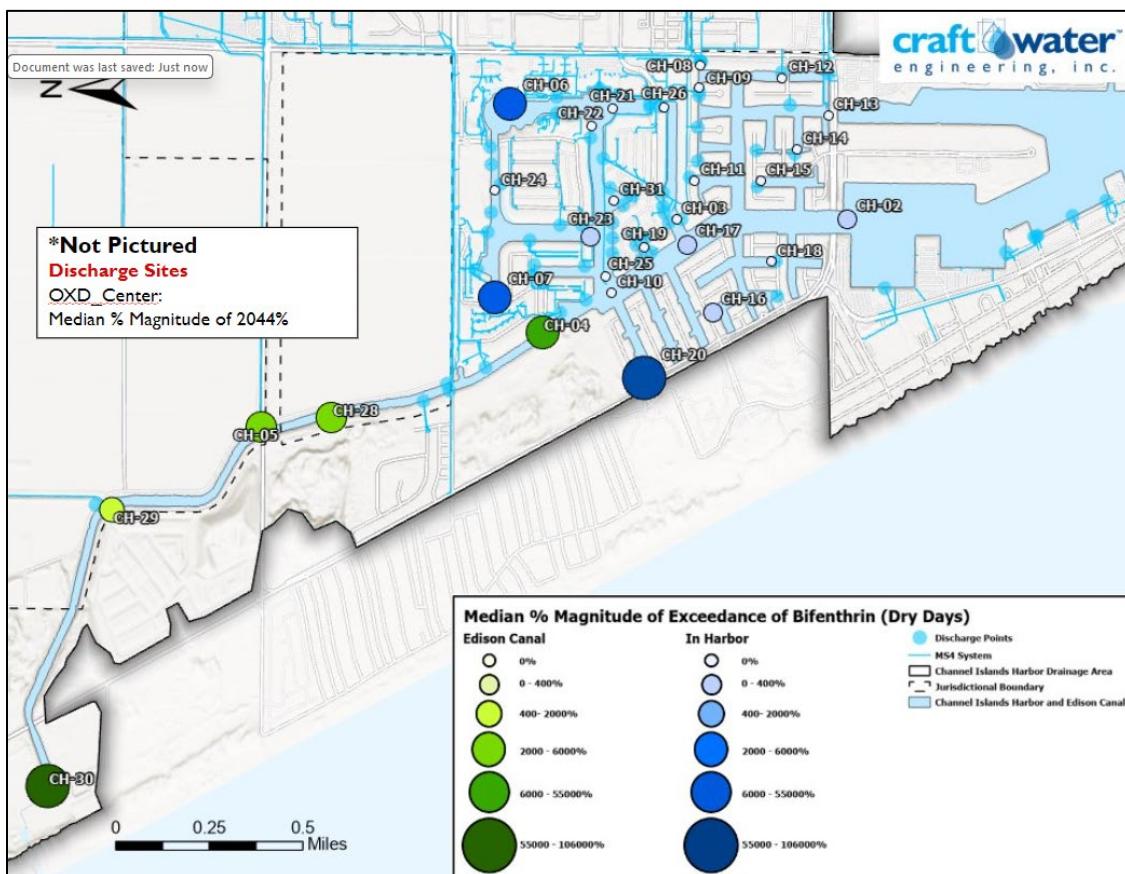 craft water™
engineering, inc.
Document was last saved: Just now
N
CH-08
CH-09
CH-12
CH-06
CH-21
CH-26
CH-13
CH-22
CH-14
CH-24
CH-11
CH-15
CH-31
CH-03
CH-02
CH-23
CH-19
CH-17
CH-18
CH-25
CH-07
CH-10
CH-16
CH-04
CH-20
CH-28
CH-05
CH-29
CH-30
*Not Pictured
Discharge Sites
OXD_Center:
Median % Magnitude of 2044%
0 0.25 0.5
Miles
Median % Magnitude of Exceedance of Bifenthrin (Dry Days)
Edison Canal
0%
0 - 400%
400- 2000%
2000 - 6000%
6000 - 55000%
55000 - 106000%
In Harbor
0%
0 - 400%
400- 2000%
2000 - 6000%
6000 - 55000%
55000 - 106000%
Discharge Points
MS4 System
Channel Islands Harbor Drainage Area
Jurisdictional Boundary
Channel Islands Harbor and Edison Canal